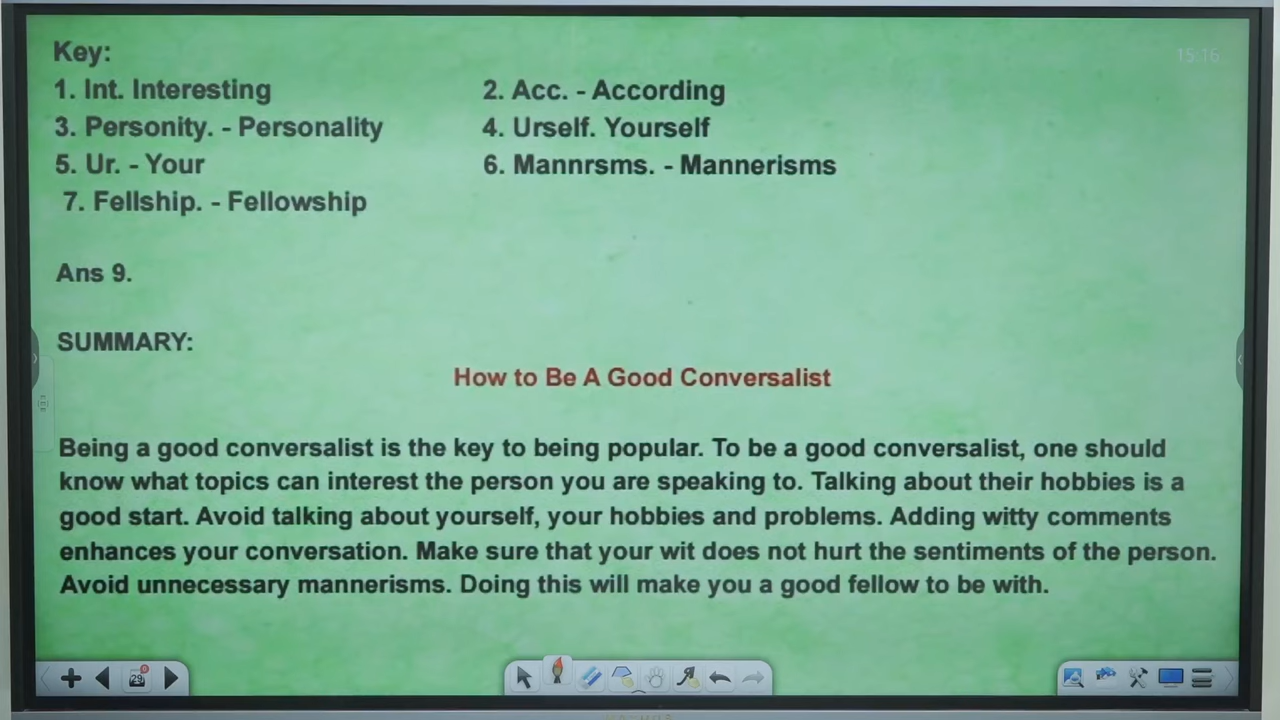 Key:
15:16
1. Int. Interesting 2. Acc. - According
3. Personity. - Personality 4. Urself. Yourself
5. Ur. - Your 6. Mannrsms. - Mannerisms
7. Fellship. - Fellowship
Ans 9.
SUMMARY:
How to Be A Good Conversalist
Being a good conversalist is the key to being popular. To be a good conversalist, one should
know what topics can interest the person you are speaking to. Talking about their hobbies is a
good start. Avoid talking about yourself, your hobbies and problems. Adding witty comments
enhances your conversation. Make sure that your wit does not hurt the sentiments of the person.
Avoid unnecessary mannerisms. Doing this will make you a good fellow to be with.
29
0